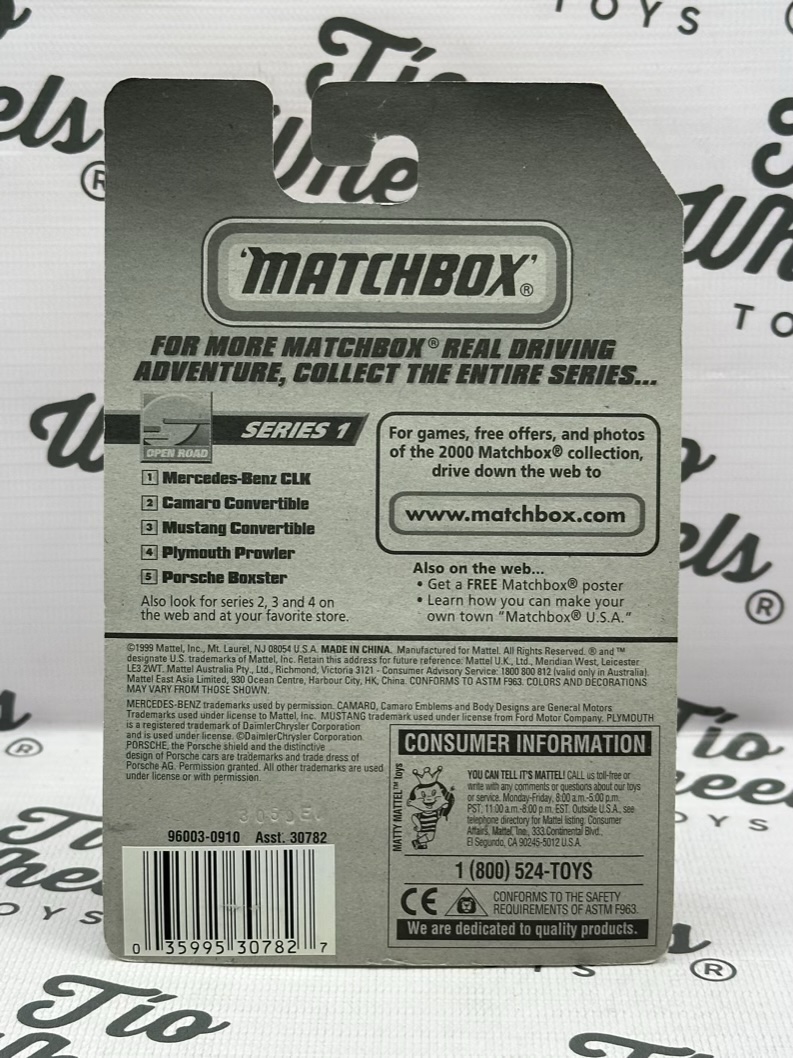 'MATCHBOX'®
FOR MORE MATCHBOX® REAL DRIVING
ADVENTURE, COLLECT THE ENTIRE SERIES...
OPEN ROAD
SERIES 1
1 Mercedes-Benz CLK
2 Camaro Convertible
3 Mustang Convertible
4 Plymouth Prowler
5 Porsche Boxster
Also look for series 2, 3 and 4 on
the web and at your favorite store.
For games, free offers, and photos
of the 2000 Matchbox® collection,
drive down the web to
www.matchbox.com
Also on the web...
• Get a FREE Matchbox® poster
• Learn how you can make your
own town "Matchbox® U.S.A."
©1999 Mattel, Inc., Mt. Laurel, NJ 08054 U.S.A. MADE IN CHINA. Manufactured for Mattel. All Rights Reserved. ® and ™
designate U.S. trademarks of Mattel, Inc. Retain this address for future reference: Mattel U.K., Ltd., Meridian West, Leicester
LE3 2WT. Mattel Australia Pty., Ltd., Richmond, Victoria 3121 - Consumer Advisory Service: 1800 800 812 (valid only in Australia).
Mattel East Asia Limited, 930 Ocean Centre, Harbour City, HK, China. CONFORMS TO ASTM F963. COLORS AND DECORATIONS
MAY VARY FROM THOSE SHOWN.
MERCEDES-BENZ trademarks used by permission. CAMARO, Camaro Emblems and Body Designs are General Motors
Trademarks used under license to Mattel, Inc. MUSTANG trademark used under license from Ford Motor Company. PLYMOUTH
is a registered trademark of DaimlerChrysler Corporation
and is used under license. ©DaimlerChrysler Corporation.
PORSCHE, the Porsche shield and the distinctive
design of Porsche cars are trademarks and trade dress of
Porsche AG. Permission granted. All other trademarks are used
under license or with permission.
96003-0910 Asst. 30782
0 35995 30782 7
CONSUMER INFORMATION
MATTY MATTEL™ toys
YOU CAN TELL IT'S MATTEL! CALL us toll-free or
write with any comments or questions about our toys
or service. Monday-Friday, 8:00 a.m.-5:00 p.m.
PST; 11:00 a.m.-8:00 p.m. EST. Outside U.S.A., see
telephone directory for Mattel listing. Consumer
Affairs, Mattel, Inc., 333 Continental Blvd.,
El Segundo, CA 90245-5012 U.S.A.
1 (800) 524-TOYS
CE
CONFORMS TO THE SAFETY
REQUIREMENTS OF ASTM F963.
We are dedicated to quality products.
Tio
Wheels
TOYS
®